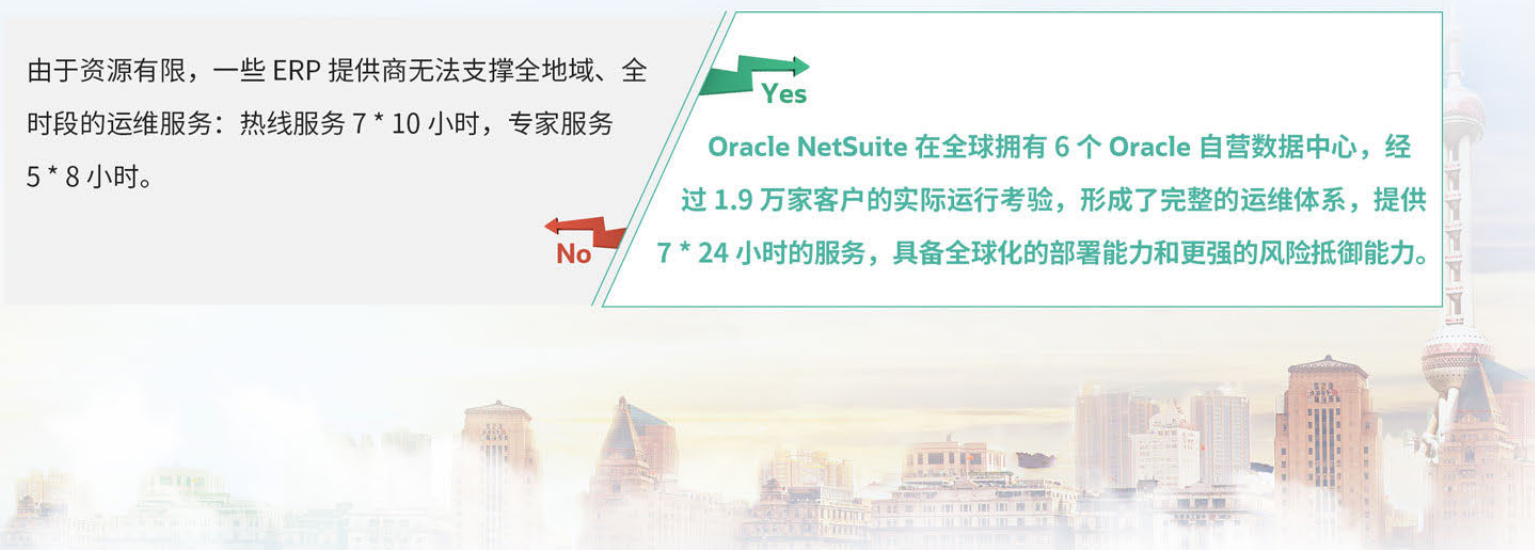 由于资源有限，一些 ERP 提供商无法支撑全地域、全
时段的运维服务：热线服务 7 * 10 小时，专家服务
5 * 8 小时。
No
Yes
Oracle NetSuite 在全球拥有 6 个 Oracle 自营数据中心，经
过 1.9 万家客户的实际运行考验，形成了完整的运维体系，提供
7 * 24 小时的服务，具备全球化的部署能力和更强的风险抵御能力。